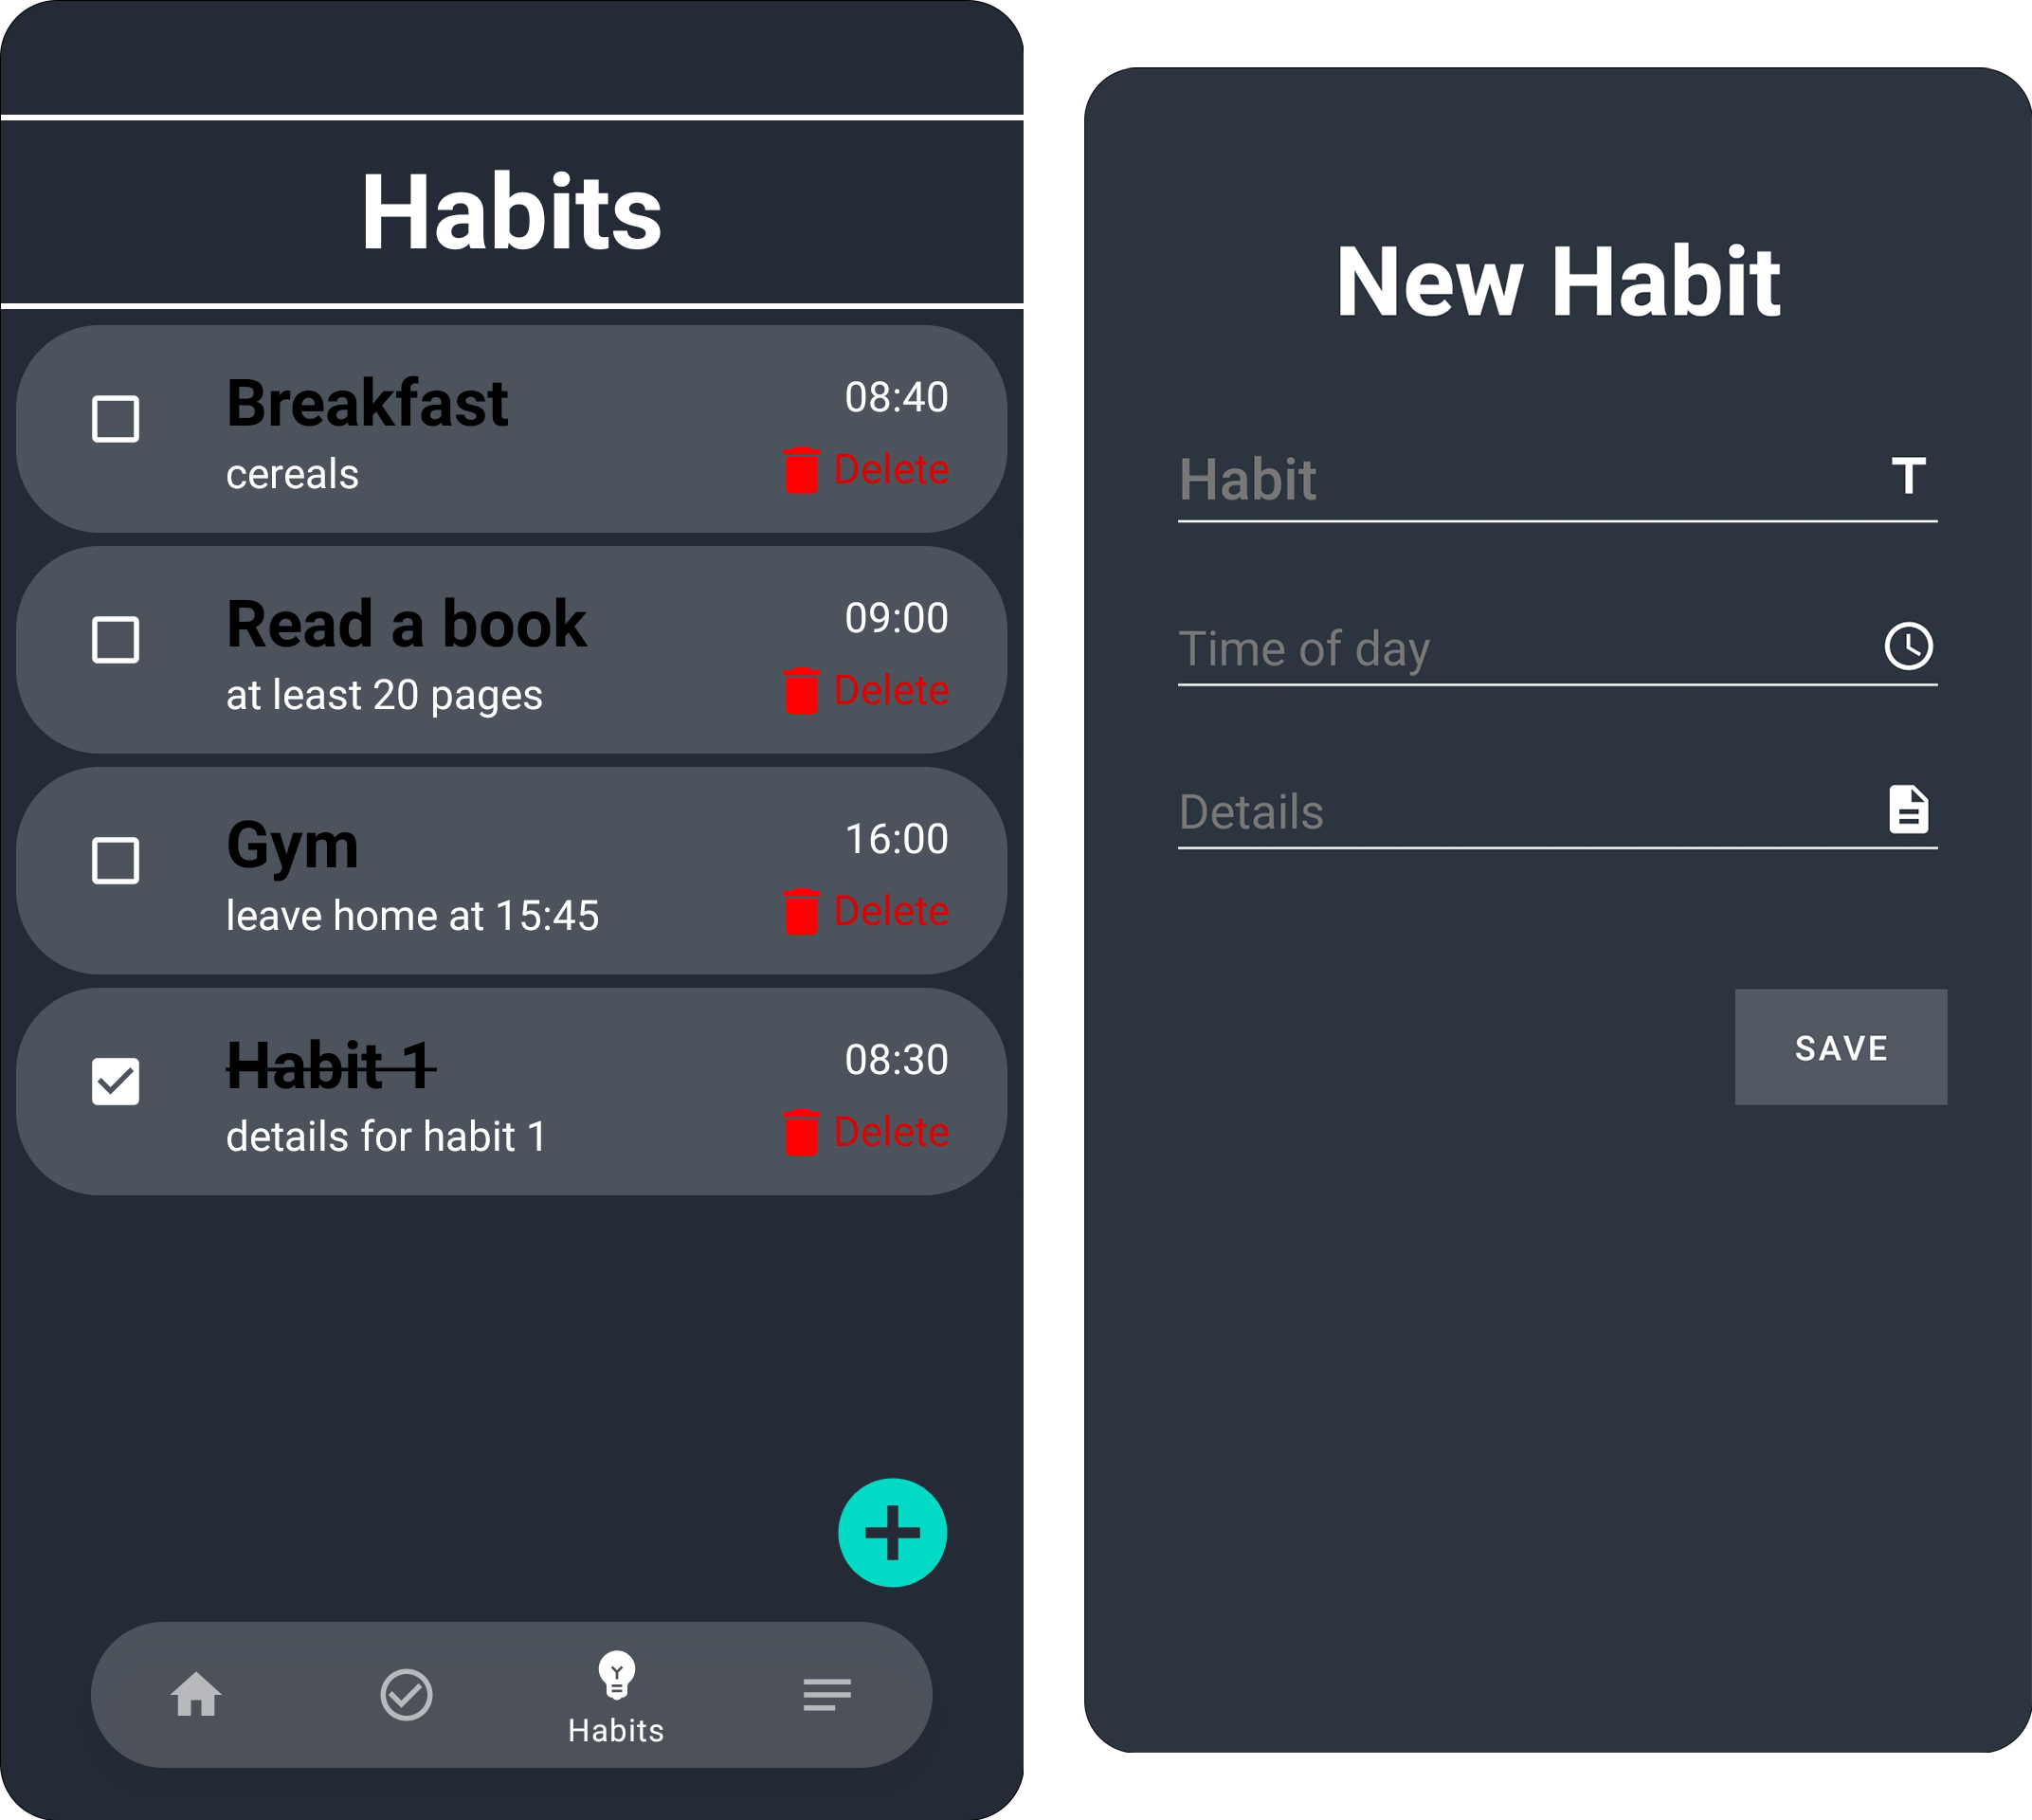 Habits
Breakfast
08:40
cereals
Delete
Read a book
09:00
at least 20 pages
Delete
Gym
16:00
leave home at 15:45
Delete
Habit 1
08:30
details for habit 1
Delete
Habits
New Habit
Habit
Time of day
Details
SAVE